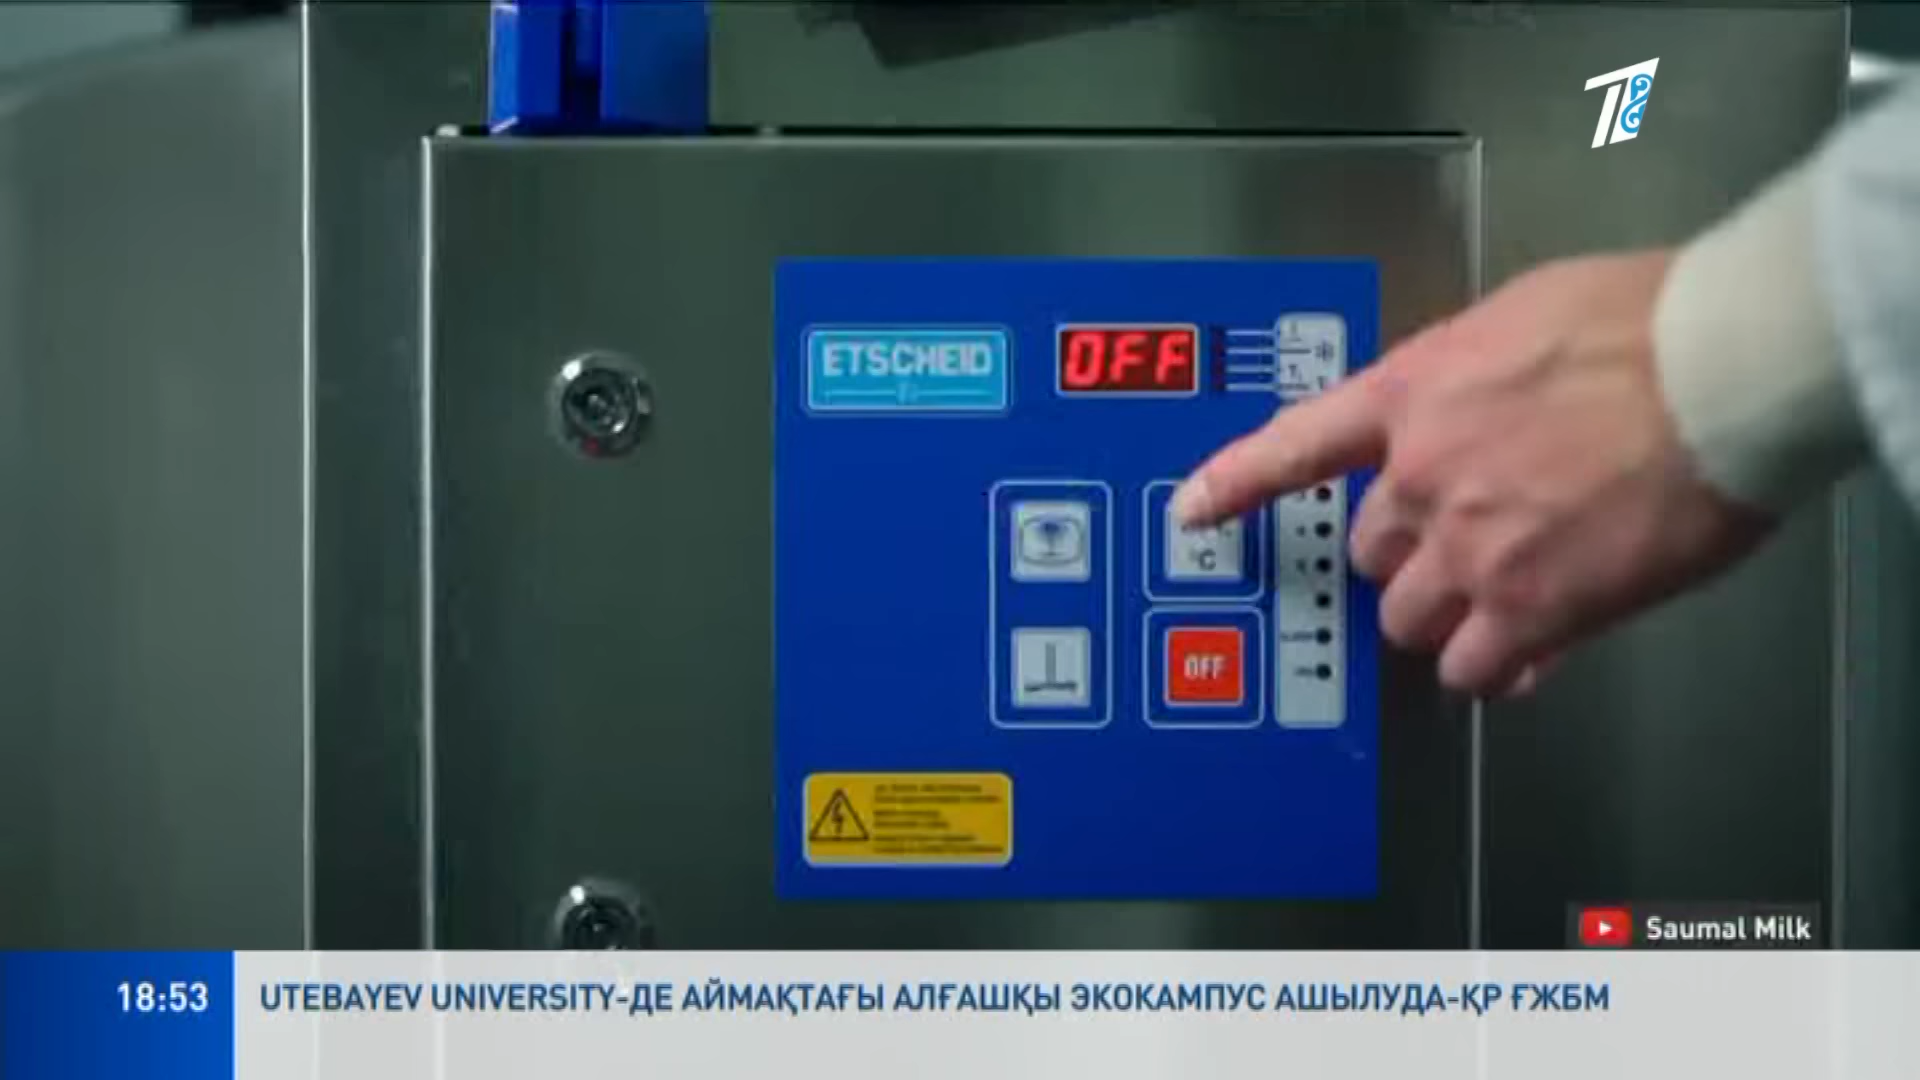 ETSCHEID
OFF
°C
OFF
Saumal Milk
18:53
UTEBAYEV UNIVERSITY-ДЕ АЙМАҚТАҒЫ АЛҒАШҚЫ ЭКОКАМПУС АШЫЛУДА-ҚР ҒЖБМ